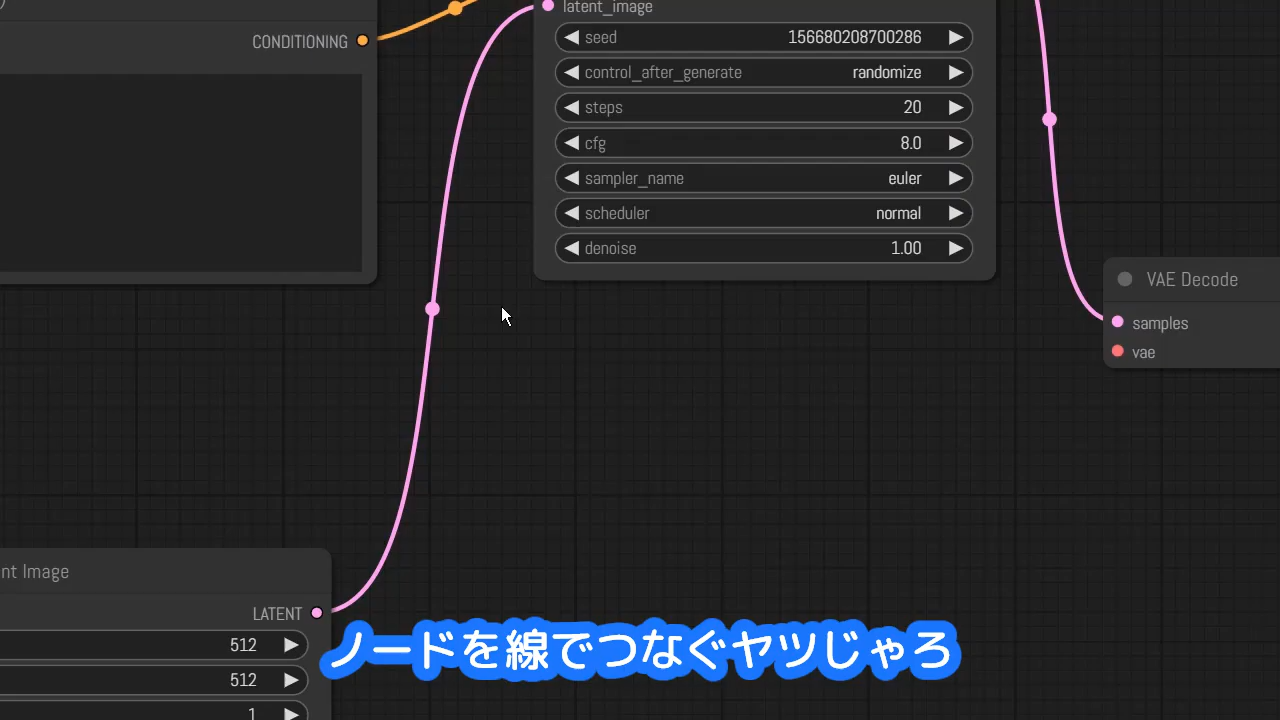 )
CONDITIONING
latent_image
seed 156680208700286
control_after_generate randomize
steps 20
cfg 8.0
sampler_name euler
scheduler normal
denoise 1.00
VAE Decode
samples
vae
nt Image
LATENT
512
512
1
ノードを線でつなぐヤツじゃろ